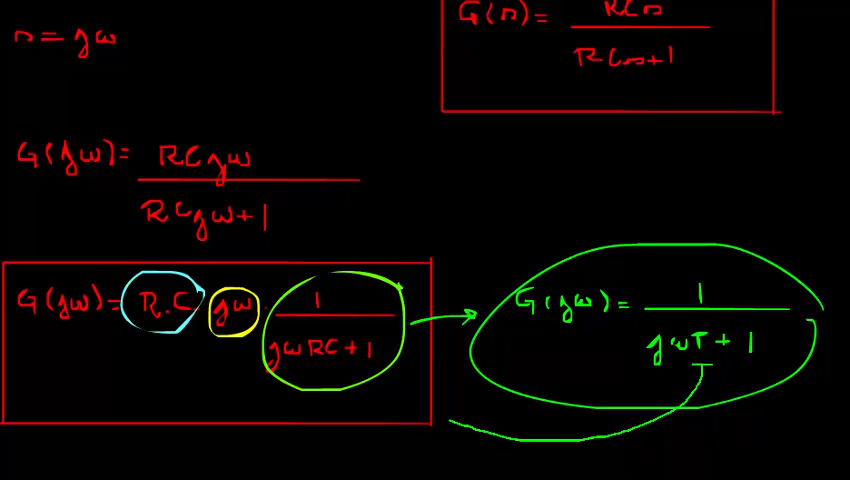 s = jω
G(s) = RCs / RCs+1
G(jω) = RCjω / RCjω+1
G(jω) = R.C. jω. 1 / jωRC+1
G(jω) = 1 / jωT+1